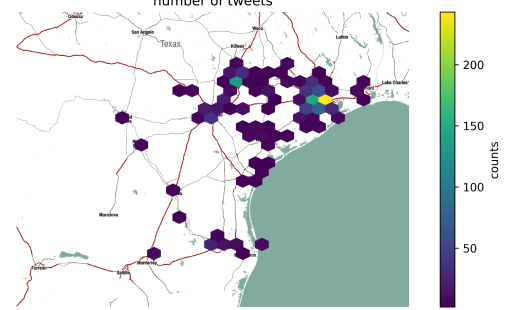 number of tweets
Odessa
Waco
San Angelo
Lufkin
Texas
Killeen
Lake Charles
200
150
counts
100
50
Monclova
Monterrey
Torreon
Saltillo